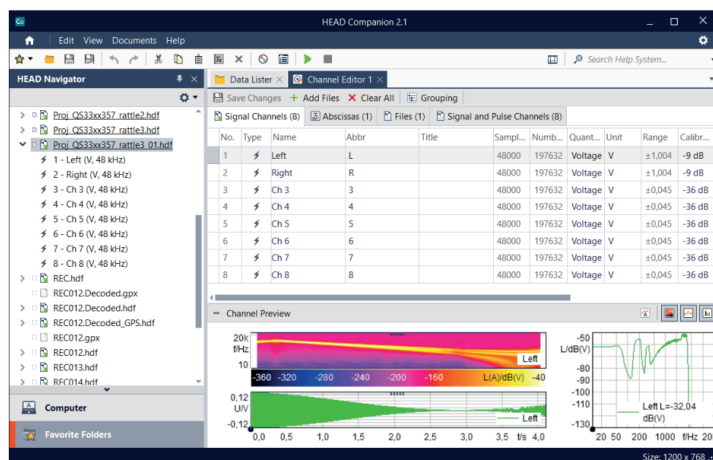 HEAD Companion 2.1
Edit View Documents Help
Search Help System...
HEAD Navigator
Data Lister
Channel Editor 1
Save Changes + Add Files × Clear All Grouping
Signal Channels (8) Abscissas (1) Files (1) Signal and Pulse Channels (8)
Proj_QS33xx357_rattle2.hdf
Proj_QS33xx357_rattle3.hdf
Proj_QS33xx357_rattle3_01.hdf
1 - Left (V, 48 kHz)
2 - Right (V, 48 kHz)
3 - Ch 3 (V, 48 kHz)
4 - Ch 4 (V, 48 kHz)
5 - Ch 5 (V, 48 kHz)
6 - Ch 6 (V, 48 kHz)
7 - Ch 7 (V, 48 kHz)
8 - Ch 8 (V, 48 kHz)
REC.hdf
REC012.Decoded.gpx
REC012.Decoded.hdf
REC012.Decoded_GPS.hdf
REC012.gpx
REC012.hdf
REC013.hdf
REC014.hdf
Computer
Favorite Folders
No. Type Name Abbr Title Sampl... Numb... Quant... Unit Range Calibr...
1 Left L 48000 197632 Voltage V ±1,004 -9 dB
2 Right R 48000 197632 Voltage V ±1,004 -9 dB
3 Ch 3 3 48000 197632 Voltage V ±0,045 -36 dB
4 Ch 4 4 48000 197632 Voltage V ±0,045 -36 dB
5 Ch 5 5 48000 197632 Voltage V ±0,045 -36 dB
6 Ch 6 6 48000 197632 Voltage V ±0,045 -36 dB
7 Ch 7 7 48000 197632 Voltage V ±0,045 -36 dB
8 Ch 8 8 48000 197632 Voltage V ±0,045 -36 dB
Channel Preview
20k
f/Hz
10
Left
-360 -320 -280 -240 -200 -160 L(A)/dB(V) -40
0,12
U/V
-0,12
Left
0,0 0,5 1,0 1,5 2,0 2,5 3,0 t/s 4,0
-50
L/dB(V)
-80
-90
-100
-110
-130
Left L=-32,04
dB(V)
20 50 200 1000 f/Hz 20
Size: 1200 x 768